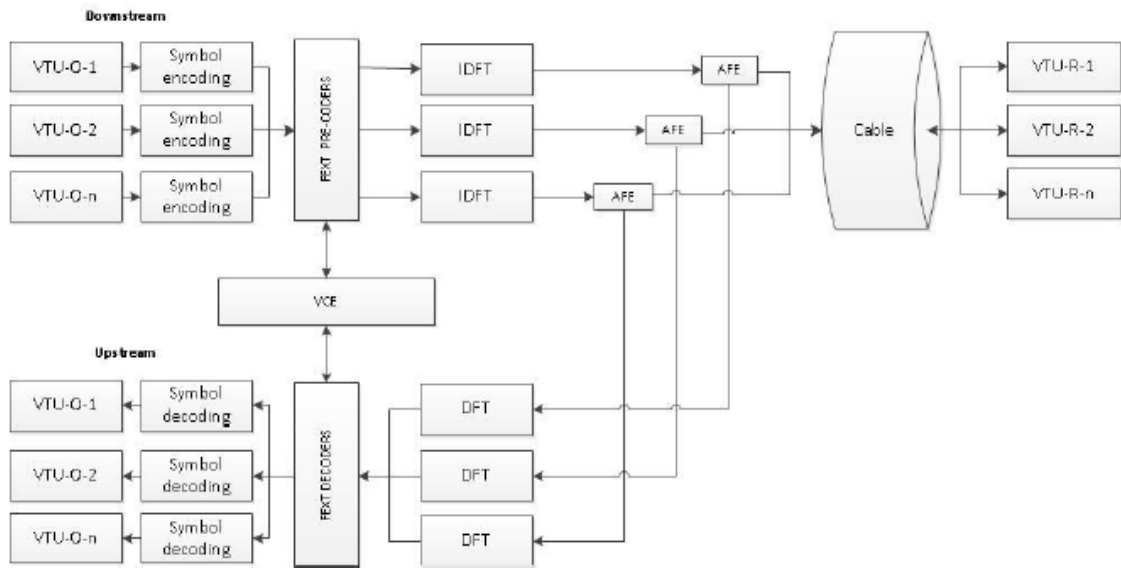 Downstream
VTU-O-1
Symbol
encoding
VTU-O-2
Symbol
encoding
VTU-O-n
Symbol
encoding
FEXT PRE-CODERS
IDFT
IDFT
IDFT
AFE
AFE
AFE
Cable
VTU-R-1
VTU-R-2
VTU-R-n
VCE
Upstream
VTU-O-1
Symbol
decoding
VTU-O-2
Symbol
decoding
VTU-O-n
Symbol
decoding
FEXT DECODERS
DFT
DFT
DFT